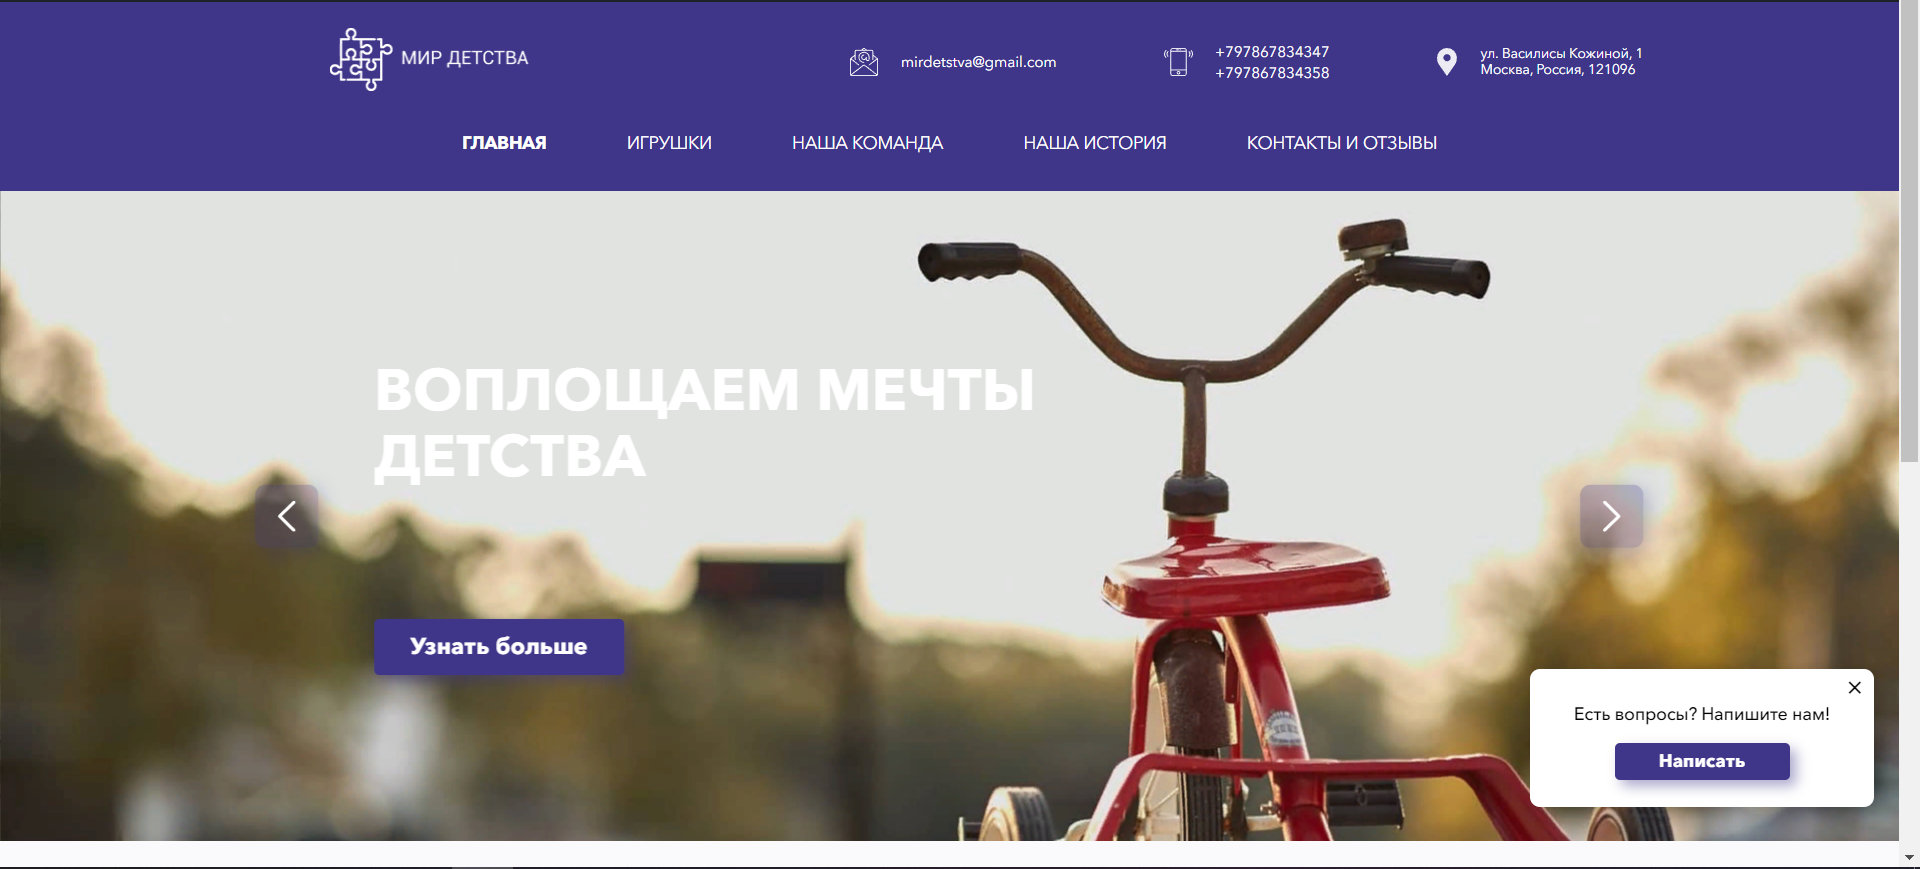 МИР ДЕТСТВА
mirdetstva@gmail.com
+797867834347
+797867834358
ул. Василисы Кожиной, 1
Москва, Россия, 121096
ГЛАВНАЯ
ИГРУШКИ
НАША КОМАНДА
НАША ИСТОРИЯ
КОНТАКТЫ И ОТЗЫВЫ
ВОПЛОЩАЕМ МЕЧТЫ
ДЕТСТВА
Узнать больше
Есть вопросы? Напишите нам!
Написать